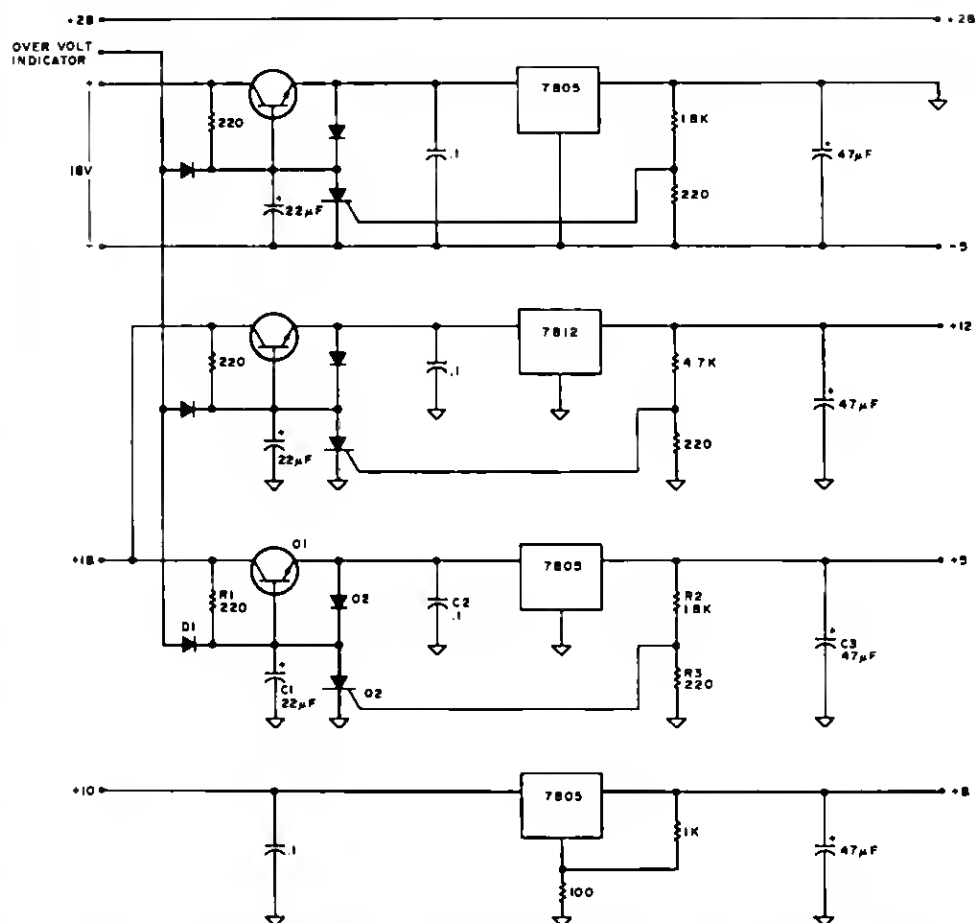 +28
+28
OVER VOLT
INDICATOR
+
7805
220
18K
18V
.1
+
47µF
+
22µF
220
-
-5
7812
+12
220
4.7K
.1
+
47µF
+
22µF
220
+18
Q1
7805
+5
R1
220
D2
C2
.1
R2
18K
D1
+
C3
47µF
+
C1
22µF
Q2
R3
220
+10
7805
+8
1K
.1
+
47µF
100